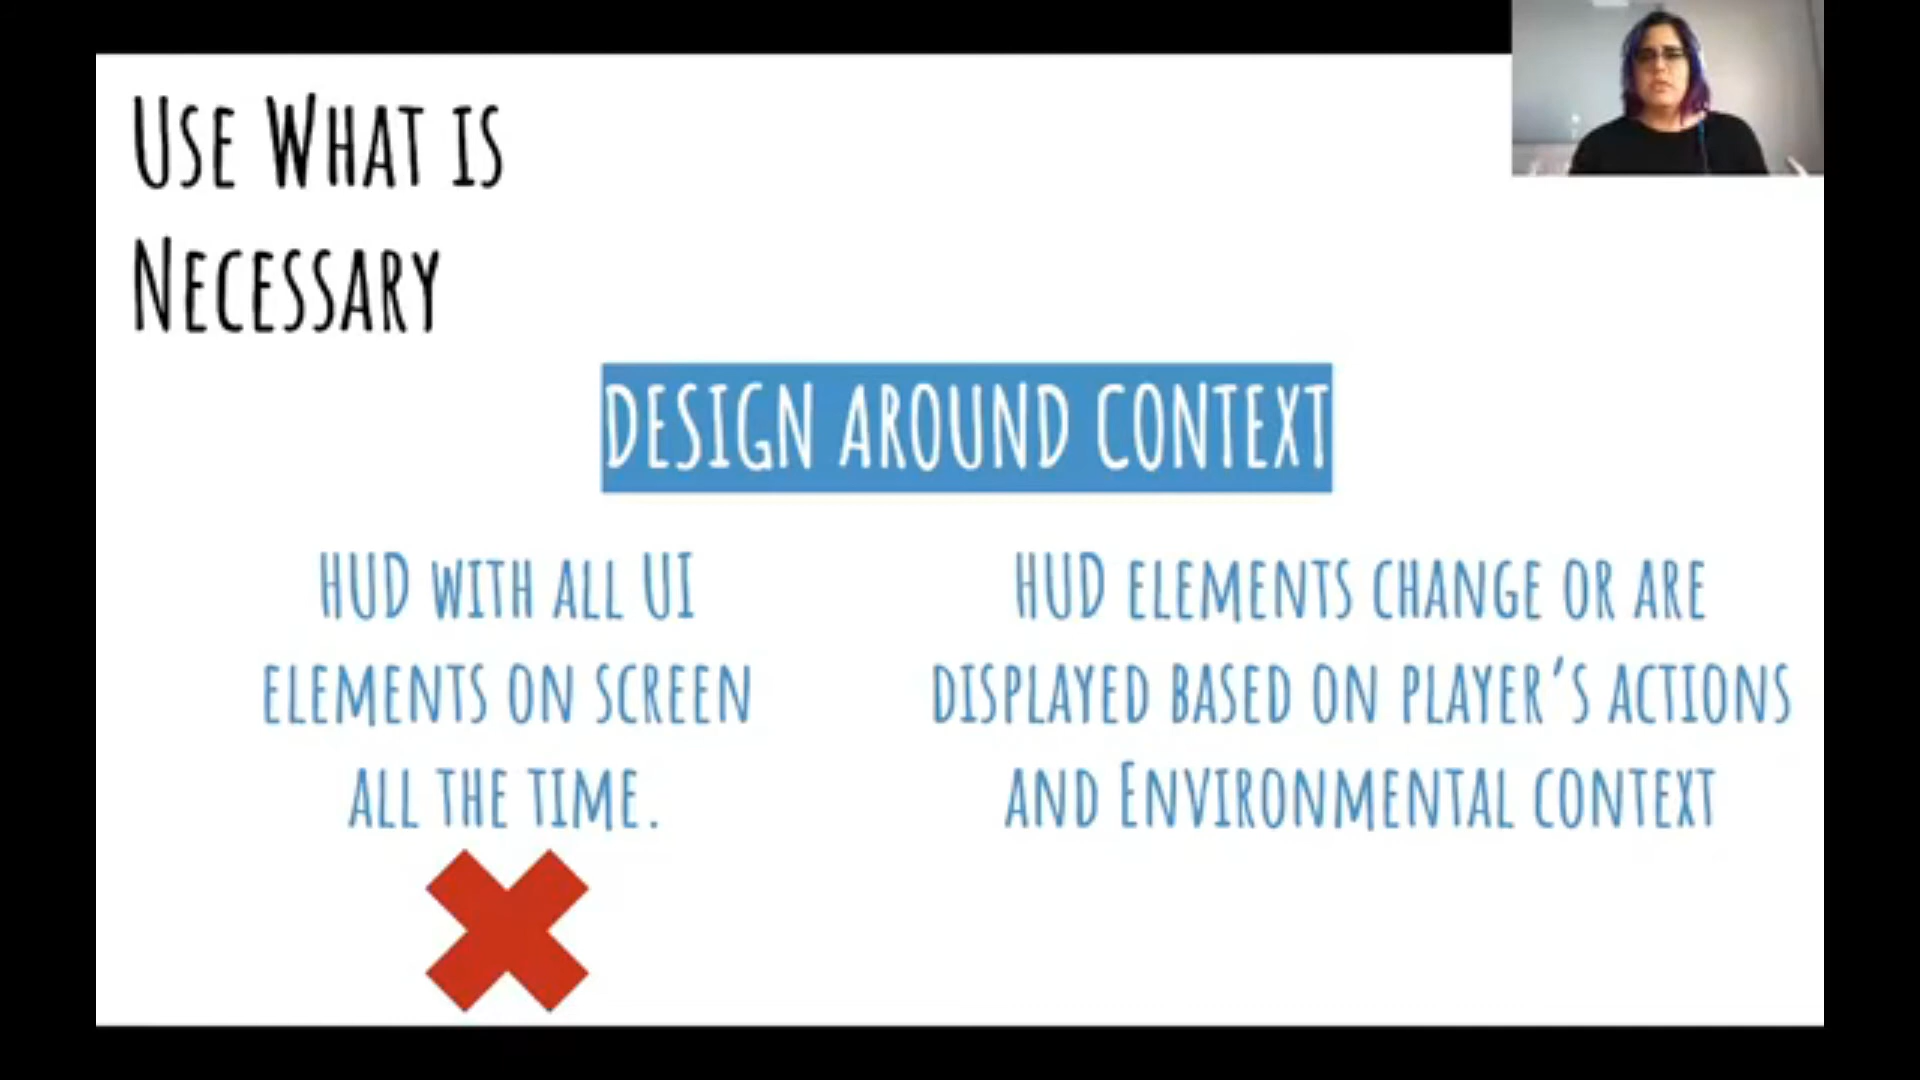 Use What is
Necessary
DESIGN AROUND CONTEXT
HUD with all UI
elements on screen
all the time.
HUD elements change or are
displayed based on player's actions
and Environmental context